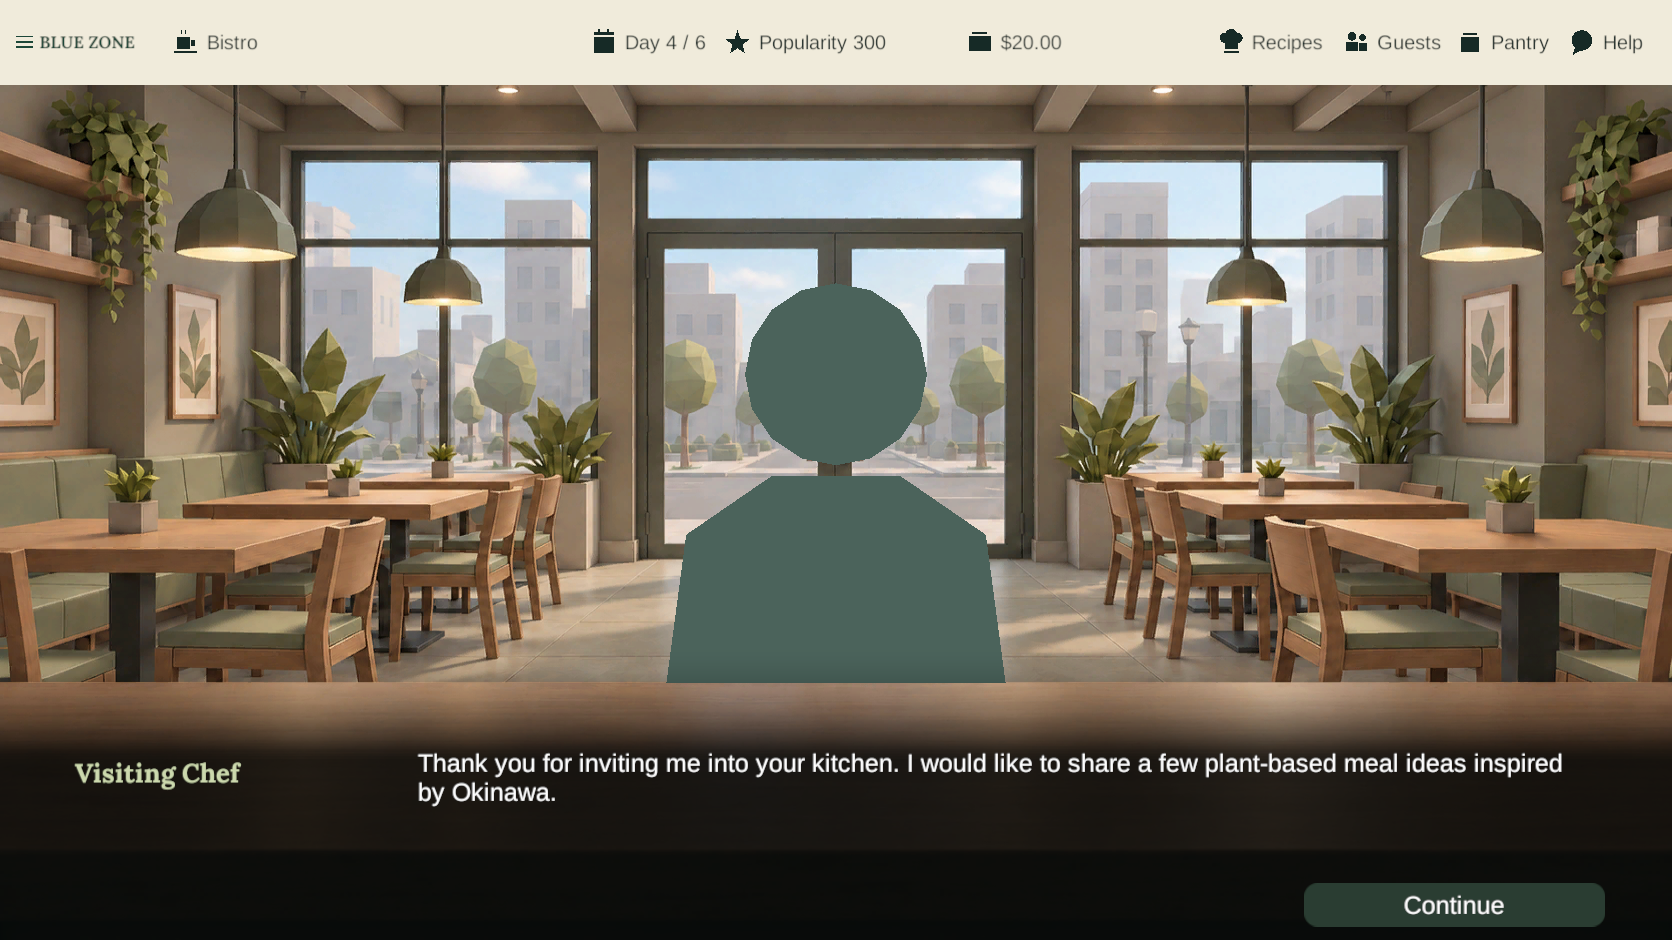 BLUE ZONE
Bistro
Day 4 / 6
Popularity 300
$20.00
Recipes
Guests
Pantry
Help
Visiting Chef
Thank you for inviting me into your kitchen. I would like to share a few plant-based meal ideas inspired
by Okinawa.
Continue